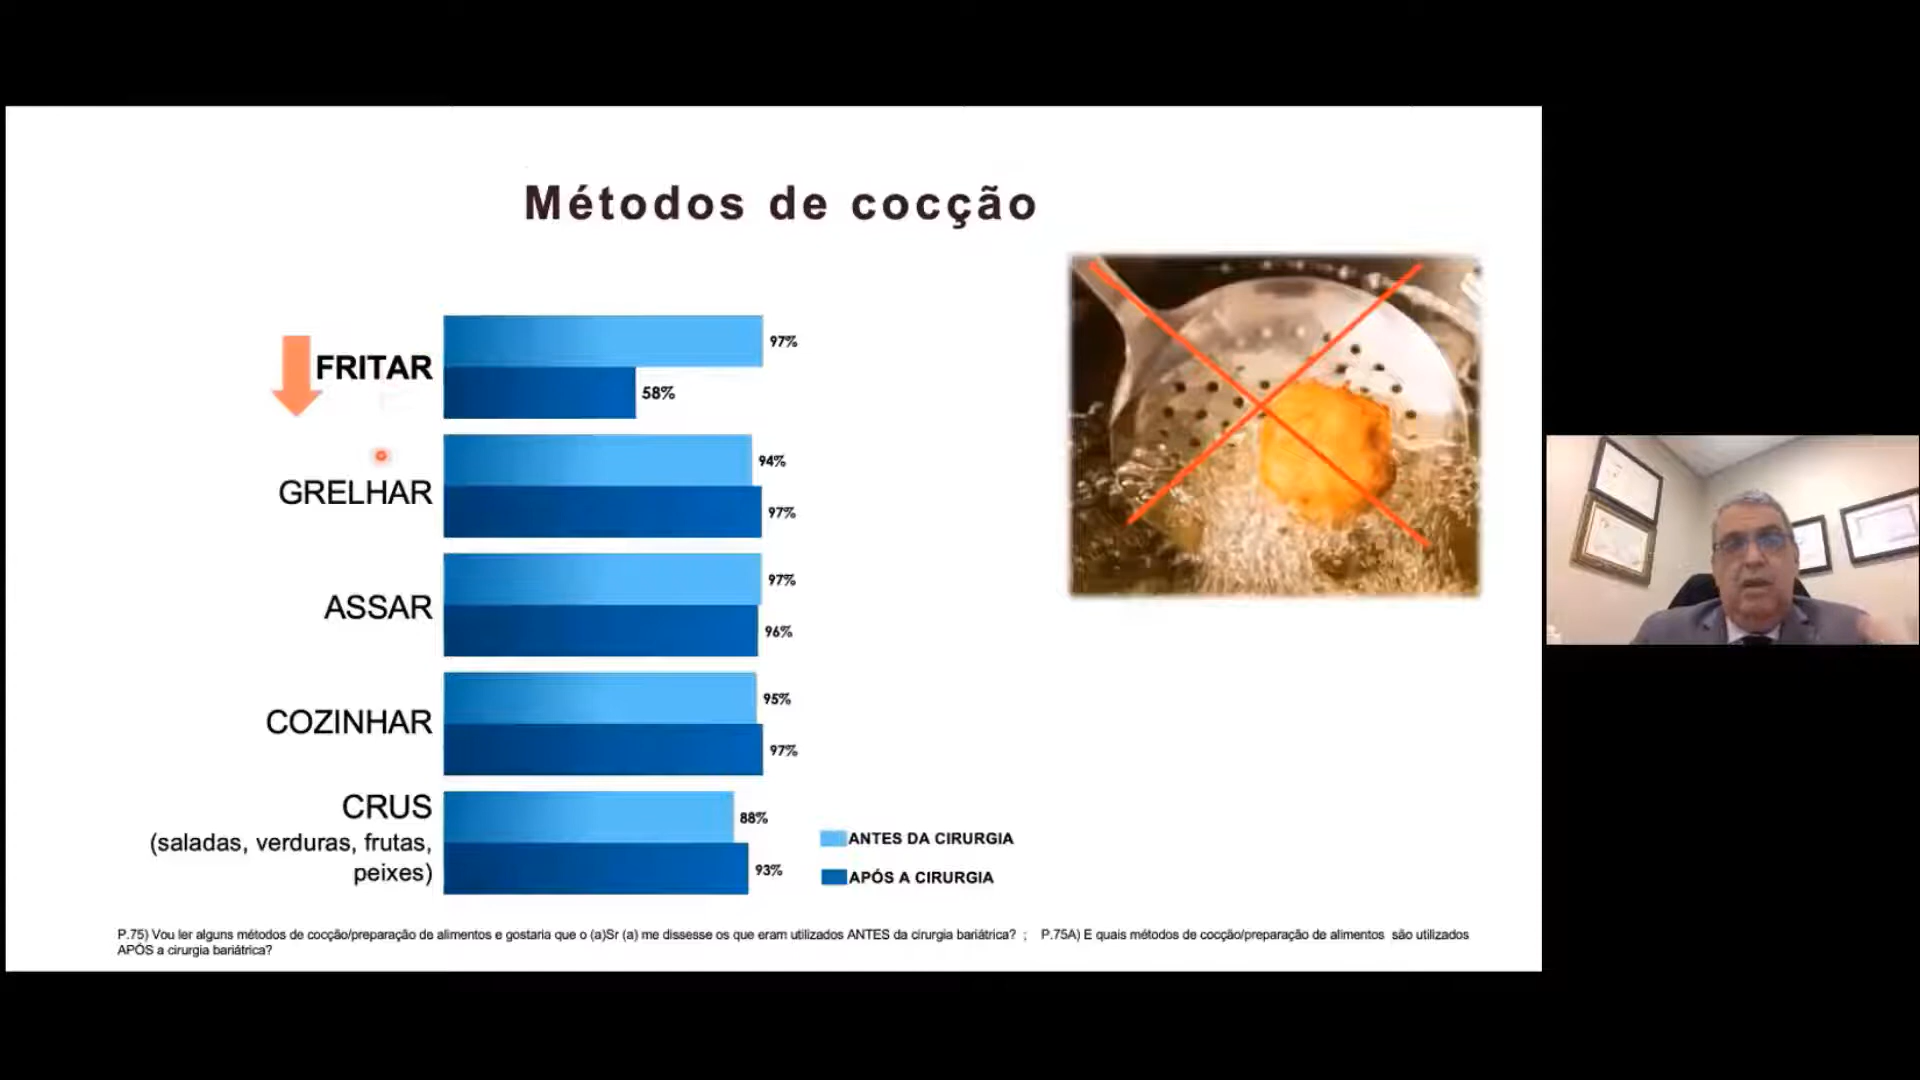 Métodos de cocção
FRITAR
97%
58%
GRELHAR
94%
97%
ASSAR
97%
96%
COZINHAR
95%
97%
CRUS
(saladas, verduras, frutas,
peixes)
88%
93%
ANTES DA CIRURGIA
APÓS A CIRURGIA
P.75) Vou ler alguns métodos de cocção/preparação de alimentos e gostaria que o (a)Sr (a) me dissesse os que eram utilizados ANTES da cirurgia bariátrica? ; P.75A) E quais métodos de cocção/preparação de alimentos são utilizados
APÓS a cirurgia bariátrica?